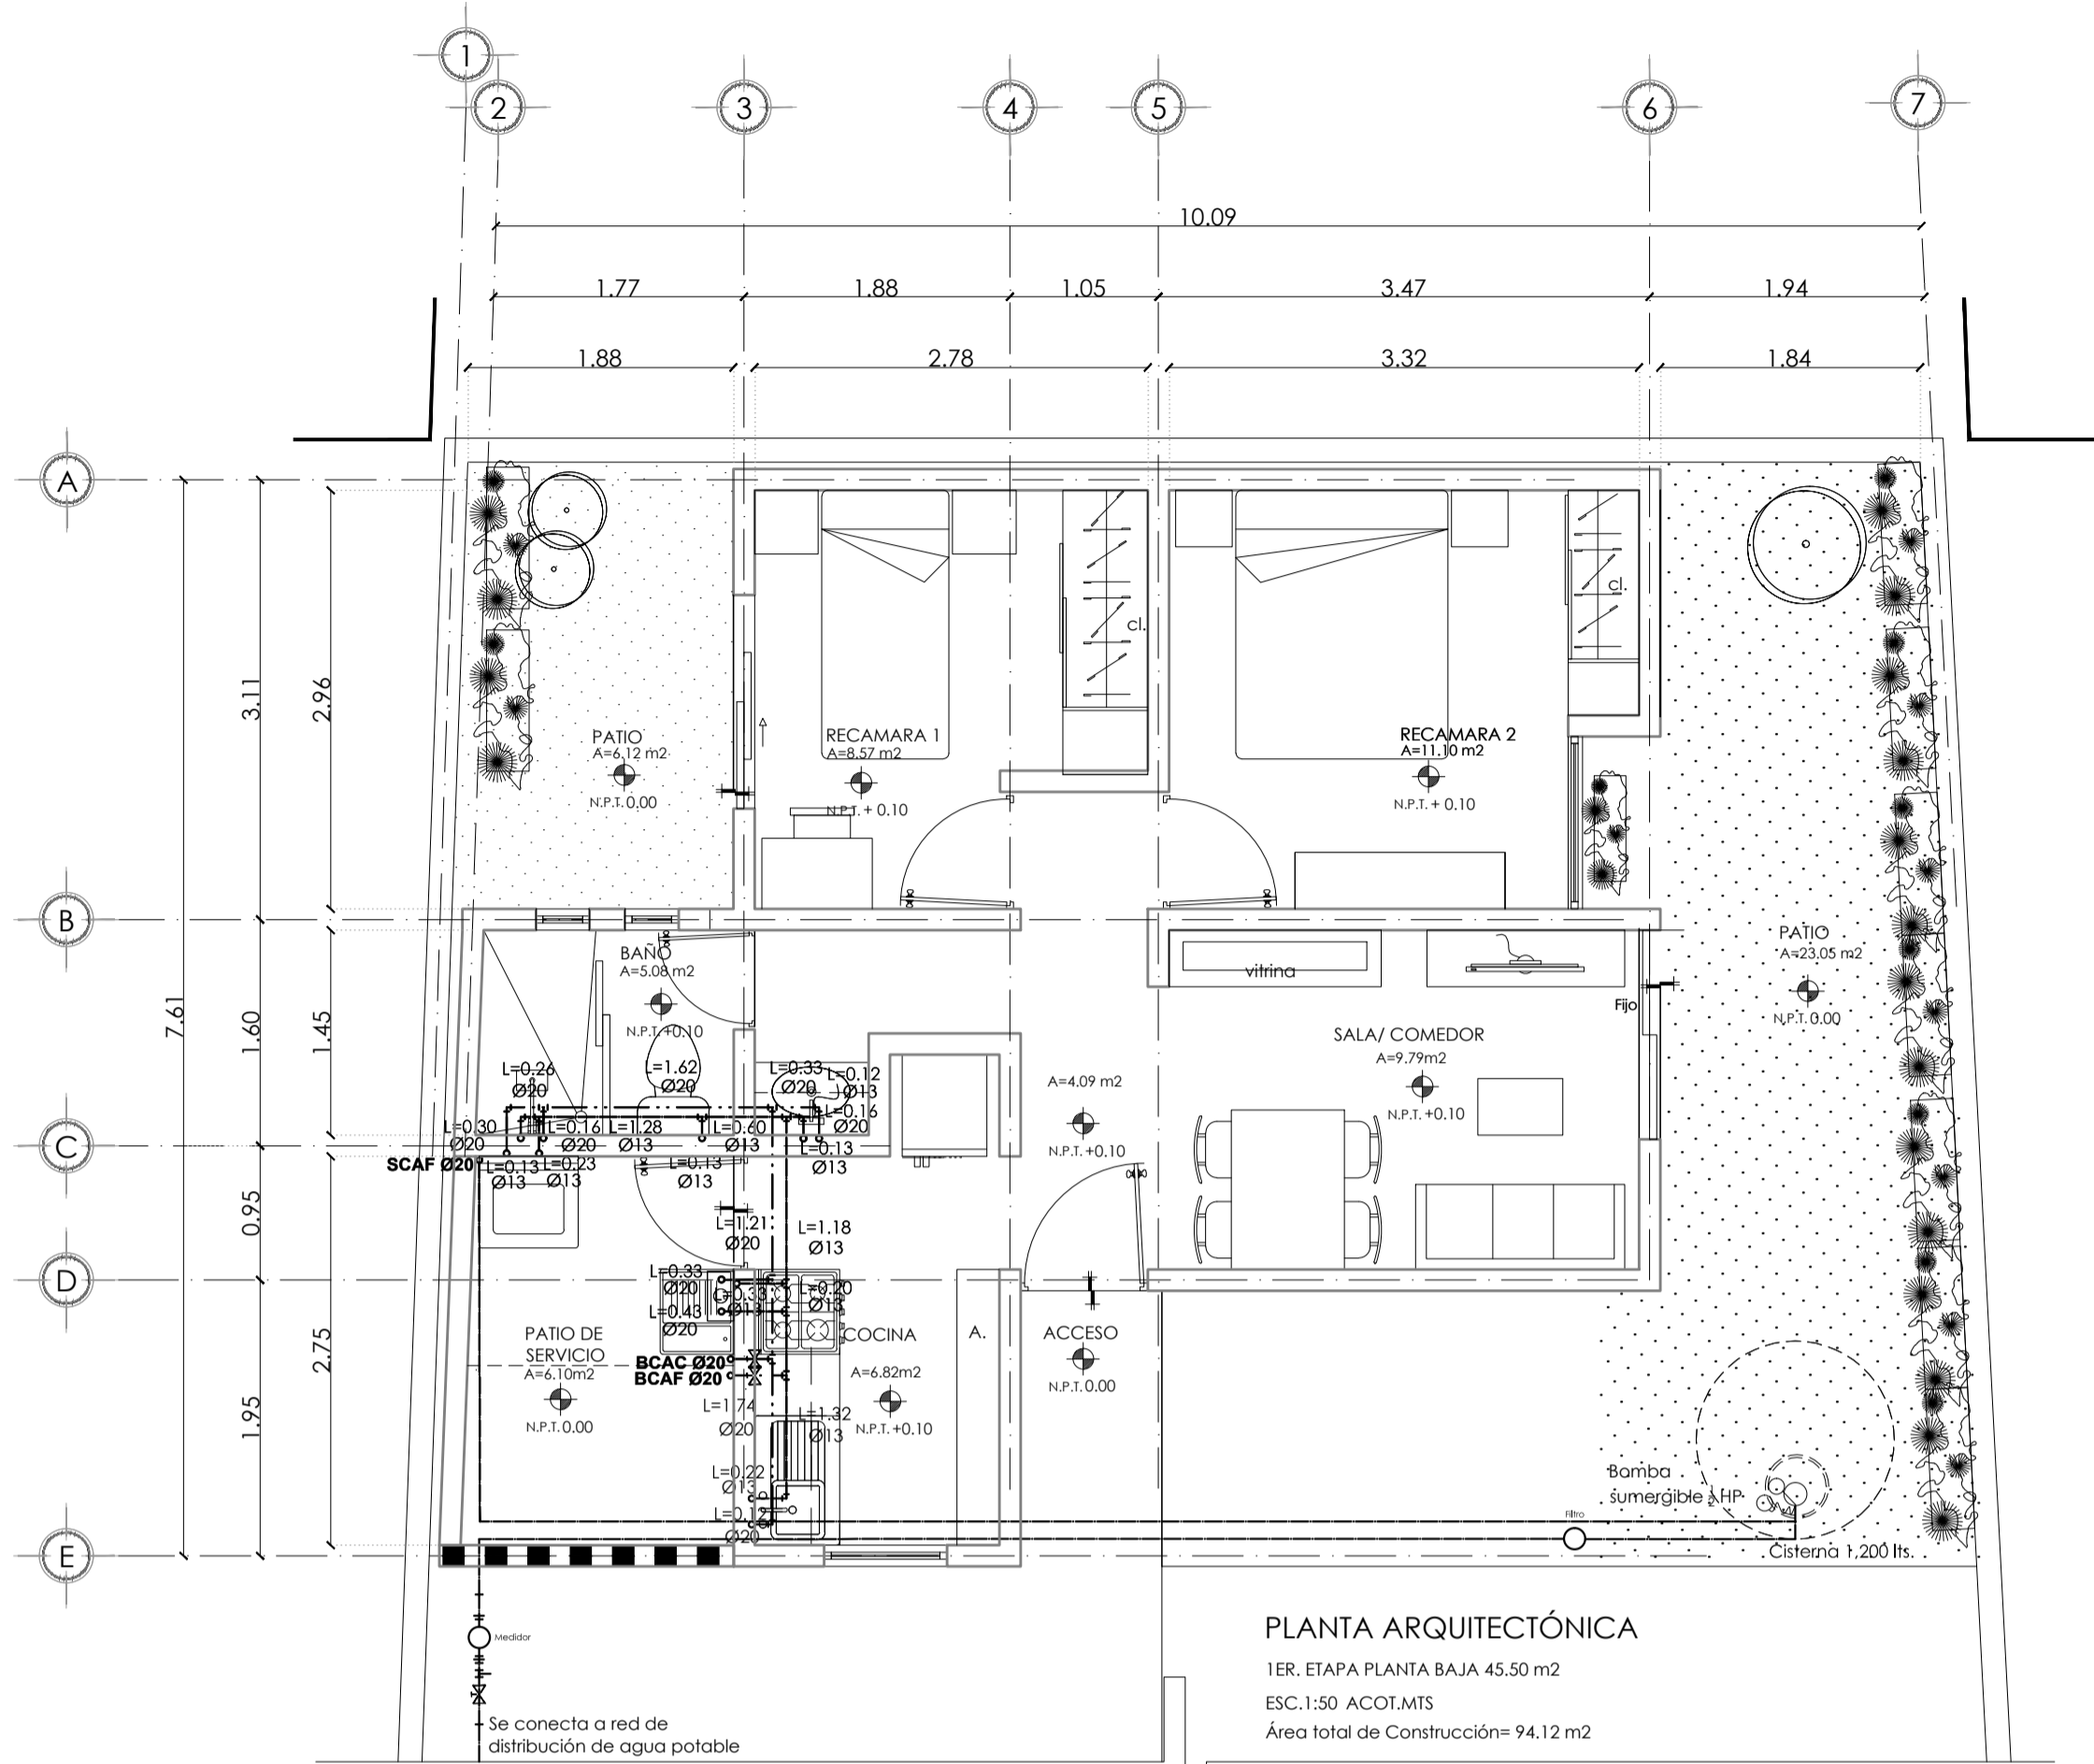 1
2
3
4
5
6
7
10.09
1.77
1.88
1.05
3.47
1.94
1.88
2.78
3.32
1.84
A
B
C
D
E
7.61
3.11
1.60
0.95
1.95
2.96
1.45
2.75
PATIO
A=6.12 m2
N.P.T. 0.00
RECAMARA 1
A=8.57 m2
N.P.T. + 0.10
cl.
RECAMARA 2
A=11.10 m2
N.P.T. + 0.10
cl.
BAÑO
A=5.08 m2
N.P.T. +0.10
vitrina
Fijo
PATIO
A=23.05 m2
N.P.T. 0.00
SALA/ COMEDOR
A=9.79m2
N.P.T. +0.10
A=4.09 m2
N.P.T. +0.10
L=0.26
Ø20
L=1.62
Ø20
L=0.33
Ø20
L=0.12
Ø13
L=0.16
Ø20
L=0.30
Ø20
L=0.16
Ø20
L=1.28
Ø13
L=0.60
Ø13
L=0.13
Ø13
SCAF Ø20
L=0.13
Ø13
L=0.23
Ø13
L=0.13
Ø13
L=1.21
Ø20
L=1.18
Ø13
L=0.33
Ø20
L=0.33
L=0.20
Ø13
L=0.43
Ø20
PATIO DE
SERVICIO
A=6.10m2
N.P.T. 0.00
BCAC Ø20
BCAF Ø20
COCINA
A=6.82m2
N.P.T. +0.10
A.
ACCESO
N.P.T. 0.00
L=1.74
Ø20
L=1.32
Ø13
L=0.22
Ø13
Ø20
Bomba
sumergible HP
Filtro
Cisterna 1,200 lts.
Medidor
Se conecta a red de
distribución de agua potable
PLANTA ARQUITECTÓNICA
1ER. ETAPA PLANTA BAJA 45.50 m2
ESC.1:50 ACOT.MTS
Área total de Construcción= 94.12 m2